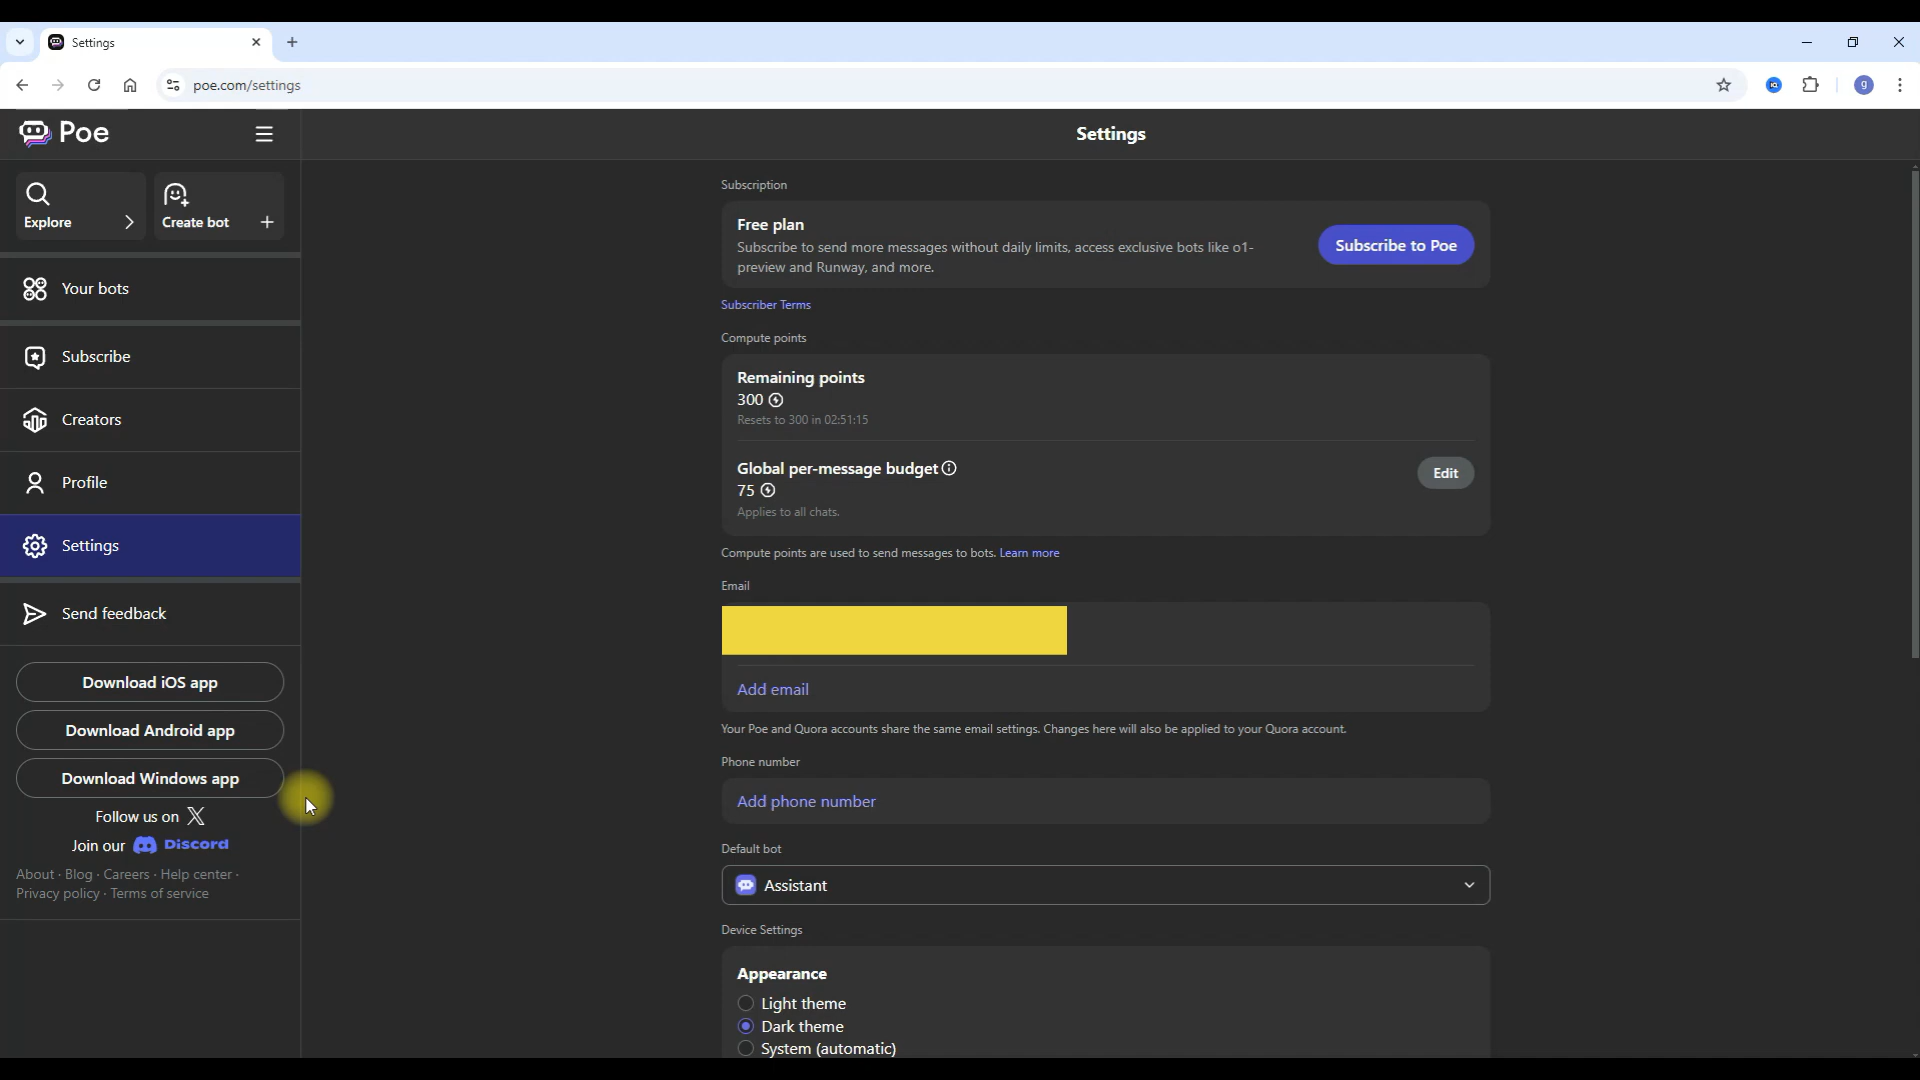 Settings
poe.com/settings
g
Poe
Settings
Explore
Create bot
Your bots
Subscribe
Creators
Profile
Settings
Send feedback
Download iOS app
Download Android app
Download Windows app
Follow us on X
Join our Discord
About · Blog · Careers · Help center ·
Privacy policy · Terms of service
Subscription
Free plan
Subscribe to send more messages without daily limits, access exclusive bots like o1-
preview and Runway, and more.
Subscribe to Poe
Subscriber Terms
Compute points
Remaining points
300
Resets to 300 in 02:51:15
Global per-message budget
75
Applies to all chats.
Edit
Compute points are used to send messages to bots. Learn more
Email
Add email
Your Poe and Quora accounts share the same email settings. Changes here will also be applied to your Quora account.
Phone number
Add phone number
Default bot
Assistant
Device Settings
Appearance
Light theme
Dark theme
System (automatic)